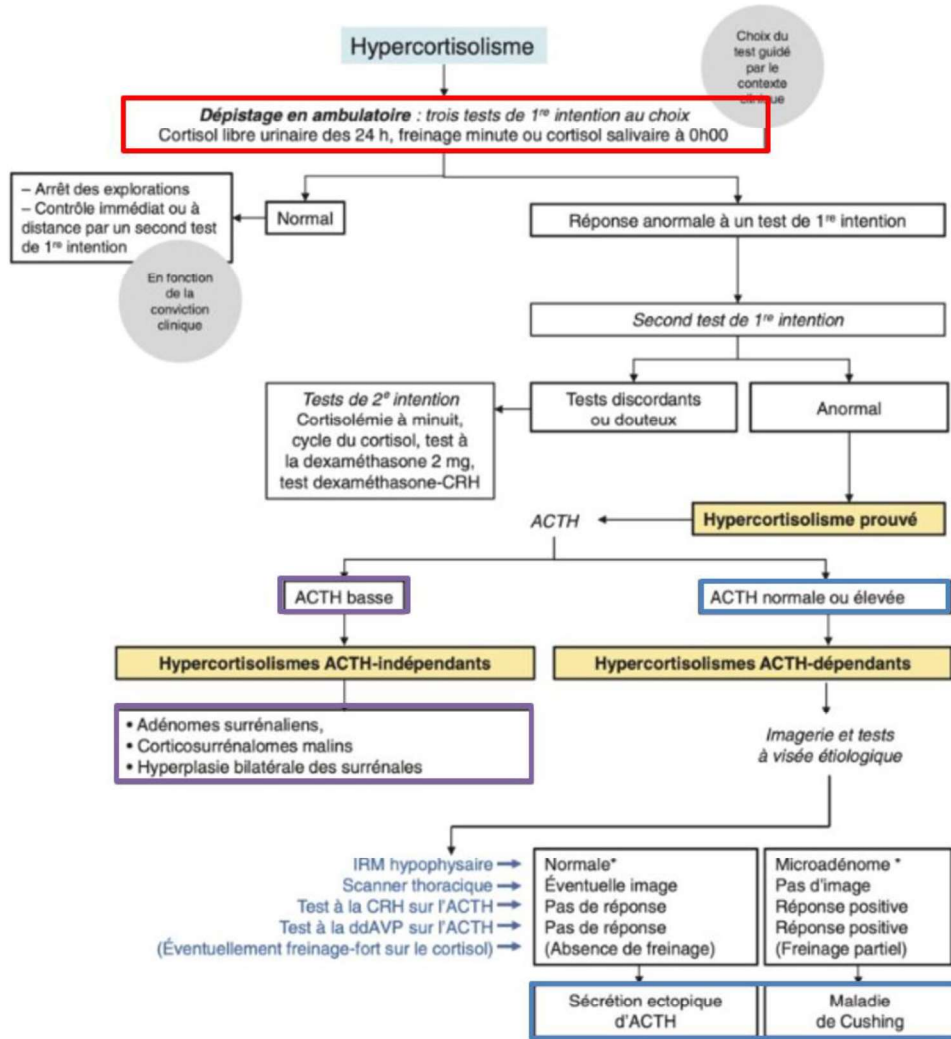 Hypercortisolisme
Choix du
test guidé
par le
contexte
clinique
Dépistage en ambulatoire : trois tests de 1re intention au choix
Cortisol libre urinaire des 24 h, freinage minute ou cortisol salivaire à 0h00
– Arrêt des explorations
– Contrôle immédiat ou à
distance par un second test
de 1re intention
Normal
Réponse anormale à un test de 1re intention
En fonction
de la
conviction
clinique
Second test de 1re intention
Tests de 2e intention
Cortisolémie à minuit,
cycle du cortisol, test à
la dexaméthasone 2 mg,
test dexaméthasone-CRH
Tests discordants
ou douteux
Anormal
ACTH
Hypercortisolisme prouvé
ACTH basse
ACTH normale ou élevée
Hypercortisolismes ACTH-indépendants
Hypercortisolismes ACTH-dépendants
• Adénomes surrénaliens,
• Corticosurrénalomes malins
• Hyperplasie bilatérale des surrénales
Imagerie et tests
à visée étiologique
IRM hypophysaire
Scanner thoracique
Test à la CRH sur l'ACTH
Test à la ddAVP sur l'ACTH
(Éventuellement freinage-fort sur le cortisol)
Normale*
Éventuelle image
Pas de réponse
Pas de réponse
(Absence de freinage)
Microadénome *
Pas d'image
Réponse positive
Réponse positive
(Freinage partiel)
Sécrétion ectopique
d'ACTH
Maladie
de Cushing